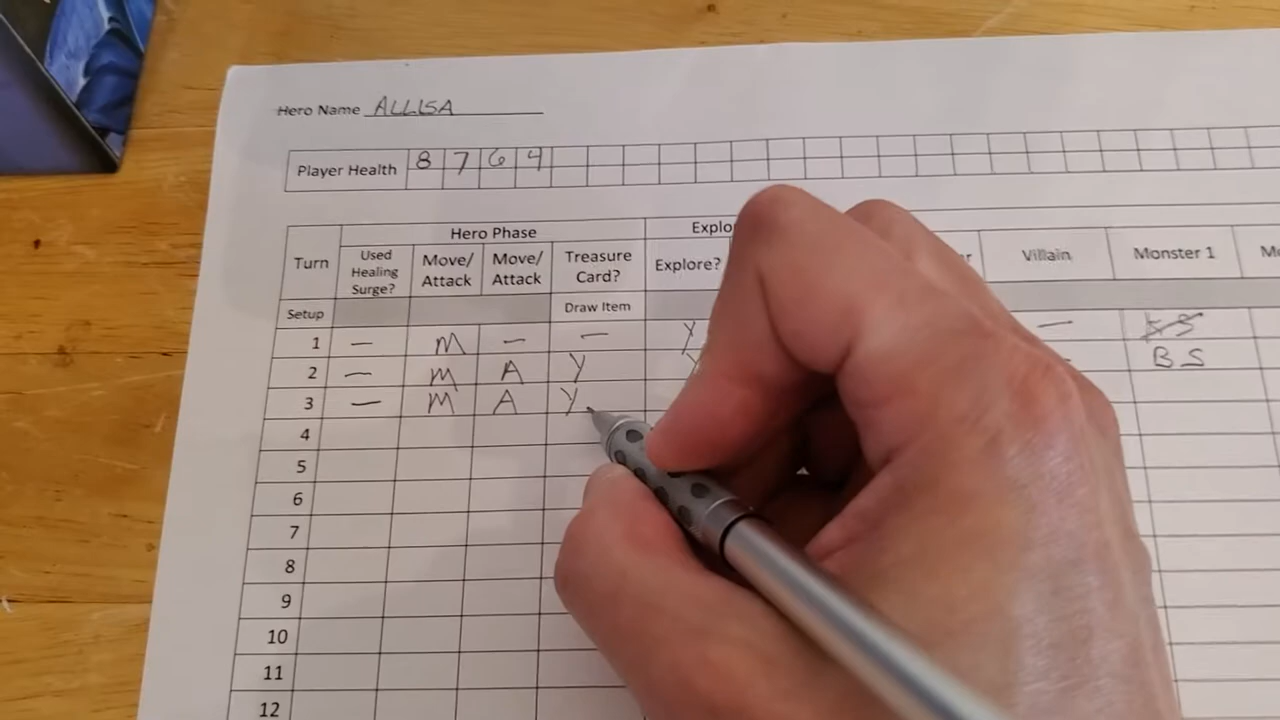 Hero Name ALLISA
Player Health 8 7 6 4
Hero Phase
Turn Used Healing Surge? Move/ Attack Move/ Attack Treasure Card? Explore? Villain Monster 1
Setup Draw Item
1 — M — — Y —
2 — M A Y BS
3 — M A Y
4
5
6
7
8
9
10
11
12